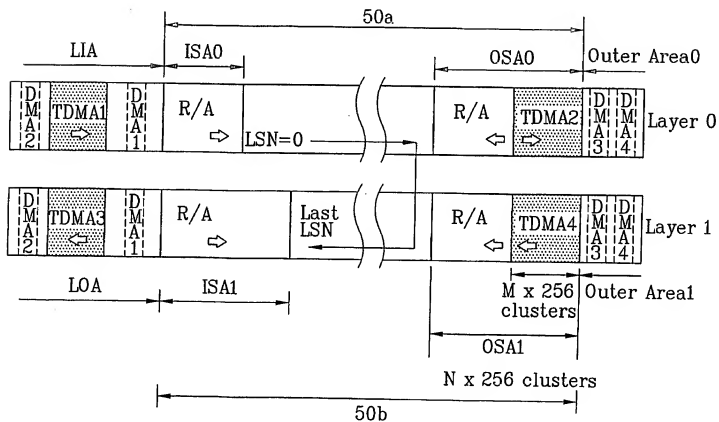 50a
LIA ISA0 OSA0 Outer Area0
DMA2 TDMA1 DMA1 R/A LSN=0 R/A TDMA2 DMA3 DMA4 Layer 0
DMA2 TDMA3 DMA1 R/A Last LSN R/A TDMA4 DMA3 DMA4 Layer 1
LOA ISA1 M x 256 clusters Outer Area1
OSA1
N x 256 clusters
50b